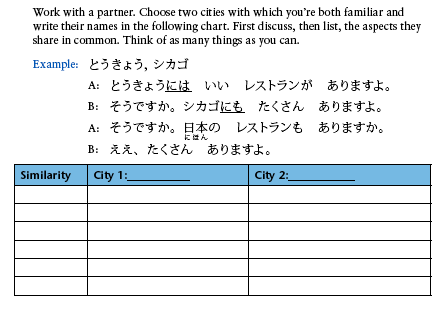 Work with a partner. Choose two cities with which you're both familiar and
write their names in the following chart. First discuss, then list, the aspects they
share in common. Think of as many things as you can.
Example: とうきょう, シカゴ
A: とうきょうには いい レストランが ありますよ。
B: そうですか。シカゴにも たくさん ありますよ。
A: そうですか。日本の レストランも ありますか。
にほん
B: ええ、たくさん ありますよ。
Similarity City 1:__________ City 2:__________